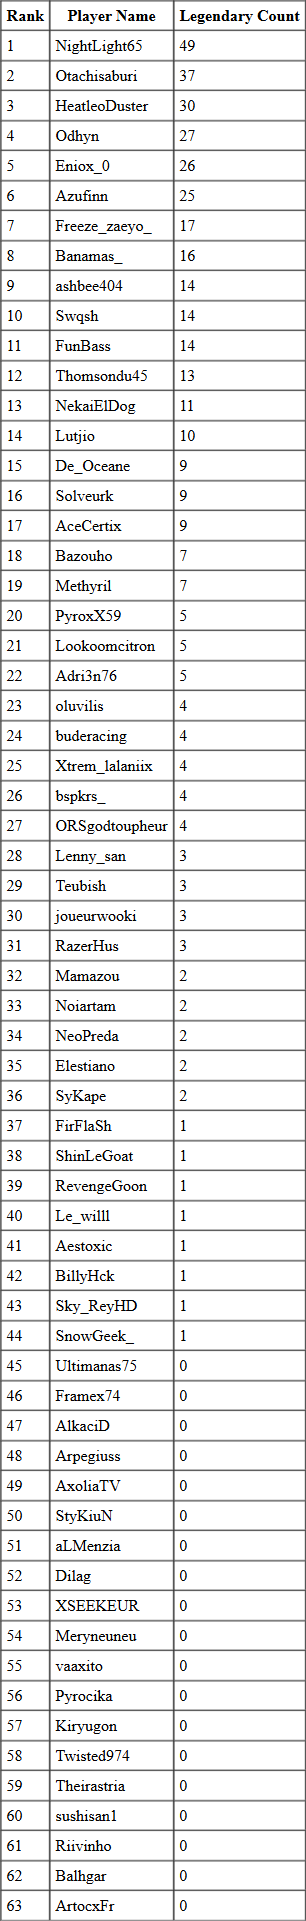 Rank Player Name Legendary Count
1 NightLight65 49
2 Otachisaburi 37
3 HeatleoDuster 30
4 Odhyn 27
5 Eniox_0 26
6 Azufinn 25
7 Freeze_zaeyo_ 17
8 Banamas_ 16
9 ashbee404 14
10 Swqsh 14
11 FunBass 14
12 Thomsondu45 13
13 NekaiElDog 11
14 Lutjio 10
15 De_Oceane 9
16 Solveurk 9
17 AceCertix 9
18 Bazouho 7
19 Methyril 7
20 PyroxX59 5
21 Lookoomcitron 5
22 Adri3n76 5
23 oluvilis 4
24 buderacing 4
25 Xtrem_lalaniix 4
26 bspkrs_ 4
27 ORSgodtoupheur 4
28 Lenny_san 3
29 Teubish 3
30 joueurwooki 3
31 RazerHus 3
32 Mamazou 2
33 Noiartam 2
34 NeoPreda 2
35 Elestiano 2
36 SyKape 2
37 FirFlaSh 1
38 ShinLeGoat 1
39 RevengeGoon 1
40 Le_willl 1
41 Aestoxic 1
42 BillyHck 1
43 Sky_ReyHD 1
44 SnowGeek_ 1
45 Ultimanas75 0
46 Framex74 0
47 AlkaciD 0
48 Arpegiuss 0
49 AxoliaTV 0
50 StyKiuN 0
51 aLMenzia 0
52 Dilag 0
53 XSEEKEUR 0
54 Meryneuneu 0
55 vaaxito 0
56 Pyrocika 0
57 Kiryugon 0
58 Twisted974 0
59 Theirastria 0
60 sushisan1 0
61 Riivinho 0
62 Balhgar 0
63 ArtocxFr 0